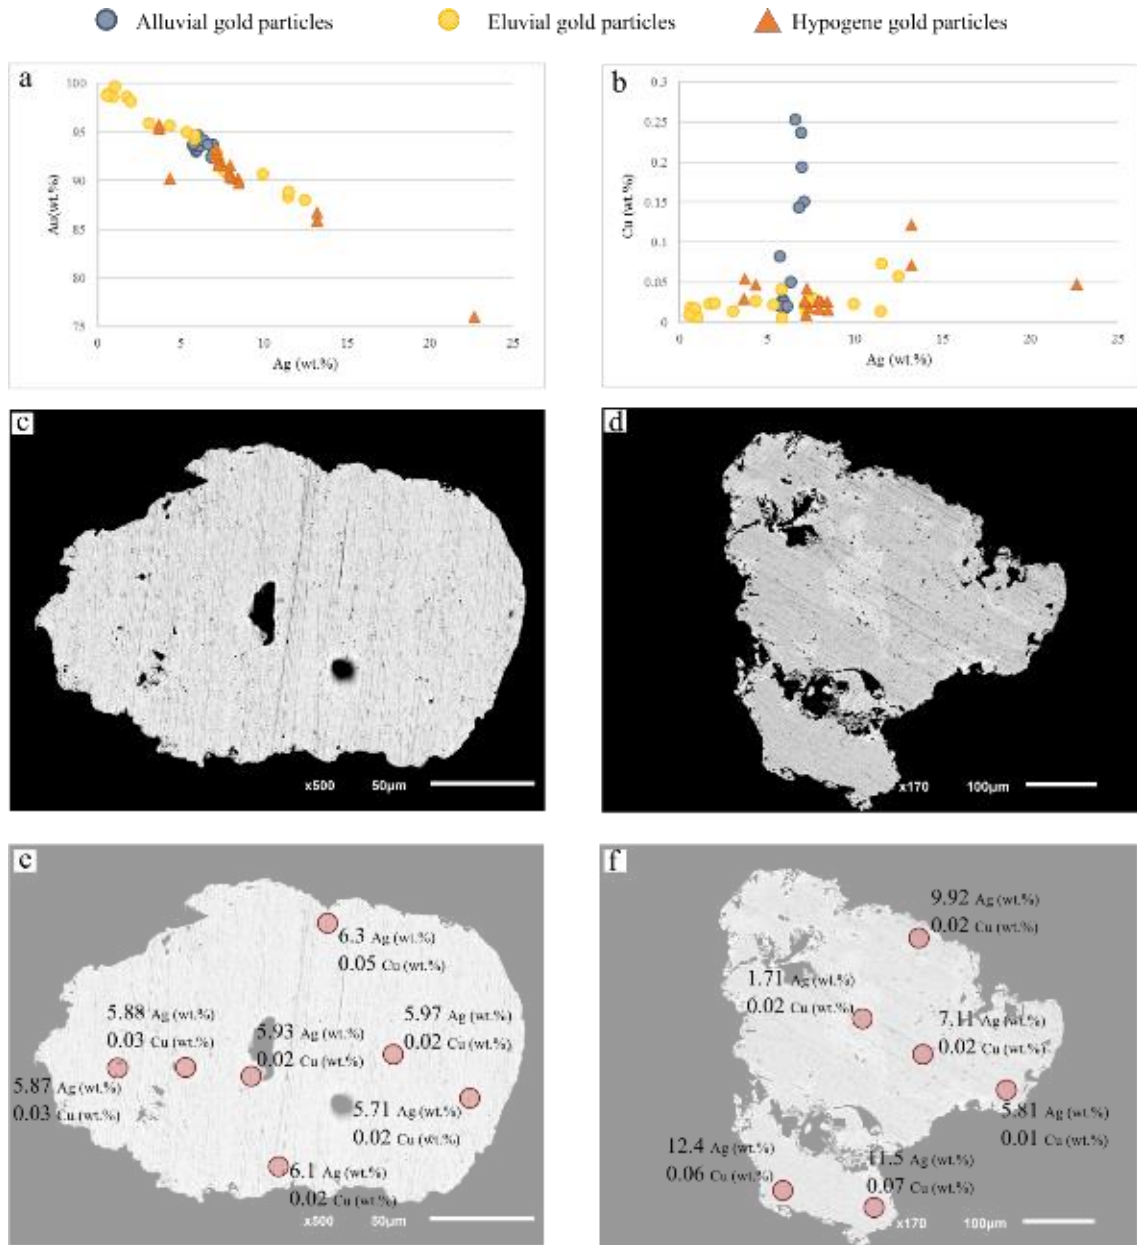 Alluvial gold particles
Eluvial gold particles
Hypogene gold particles
a
100
95
90
85
80
75
0 5 10 15 20 25
Au(wt.%)
Ag (wt.%)
b
0.3
0.25
0.2
0.15
0.1
0.05
0
0 5 10 15 20 25
Cu (wt.%)
Ag (wt.%)
c
x500 50µm
d
x170 100µm
e
6.3 Ag (wt.%)
0.05 Cu (wt.%)
5.88 Ag (wt.%)
0.03 Cu (wt.%)
5.93 Ag (wt.%)
0.02 Cu (wt.%)
5.97 Ag (wt.%)
0.02 Cu (wt.%)
5.87 Ag (wt.%)
0.03 Cu (wt.%)
5.71 Ag (wt.%)
0.02 Cu (wt.%)
6.1 Ag (wt.%)
0.02 Cu (wt.%)
x500 50µm
f
9.92 Ag (wt.%)
0.02 Cu (wt.%)
1.71 Ag (wt.%)
0.02 Cu (wt.%)
7.11 Ag (wt.%)
0.02 Cu (wt.%)
5.81 Ag (wt.%)
0.01 Cu (wt.%)
12.4 Ag (wt.%)
0.06 Cu (wt.%)
11.5 Ag (wt.%)
0.07 Cu (wt.%)
x170 100µm